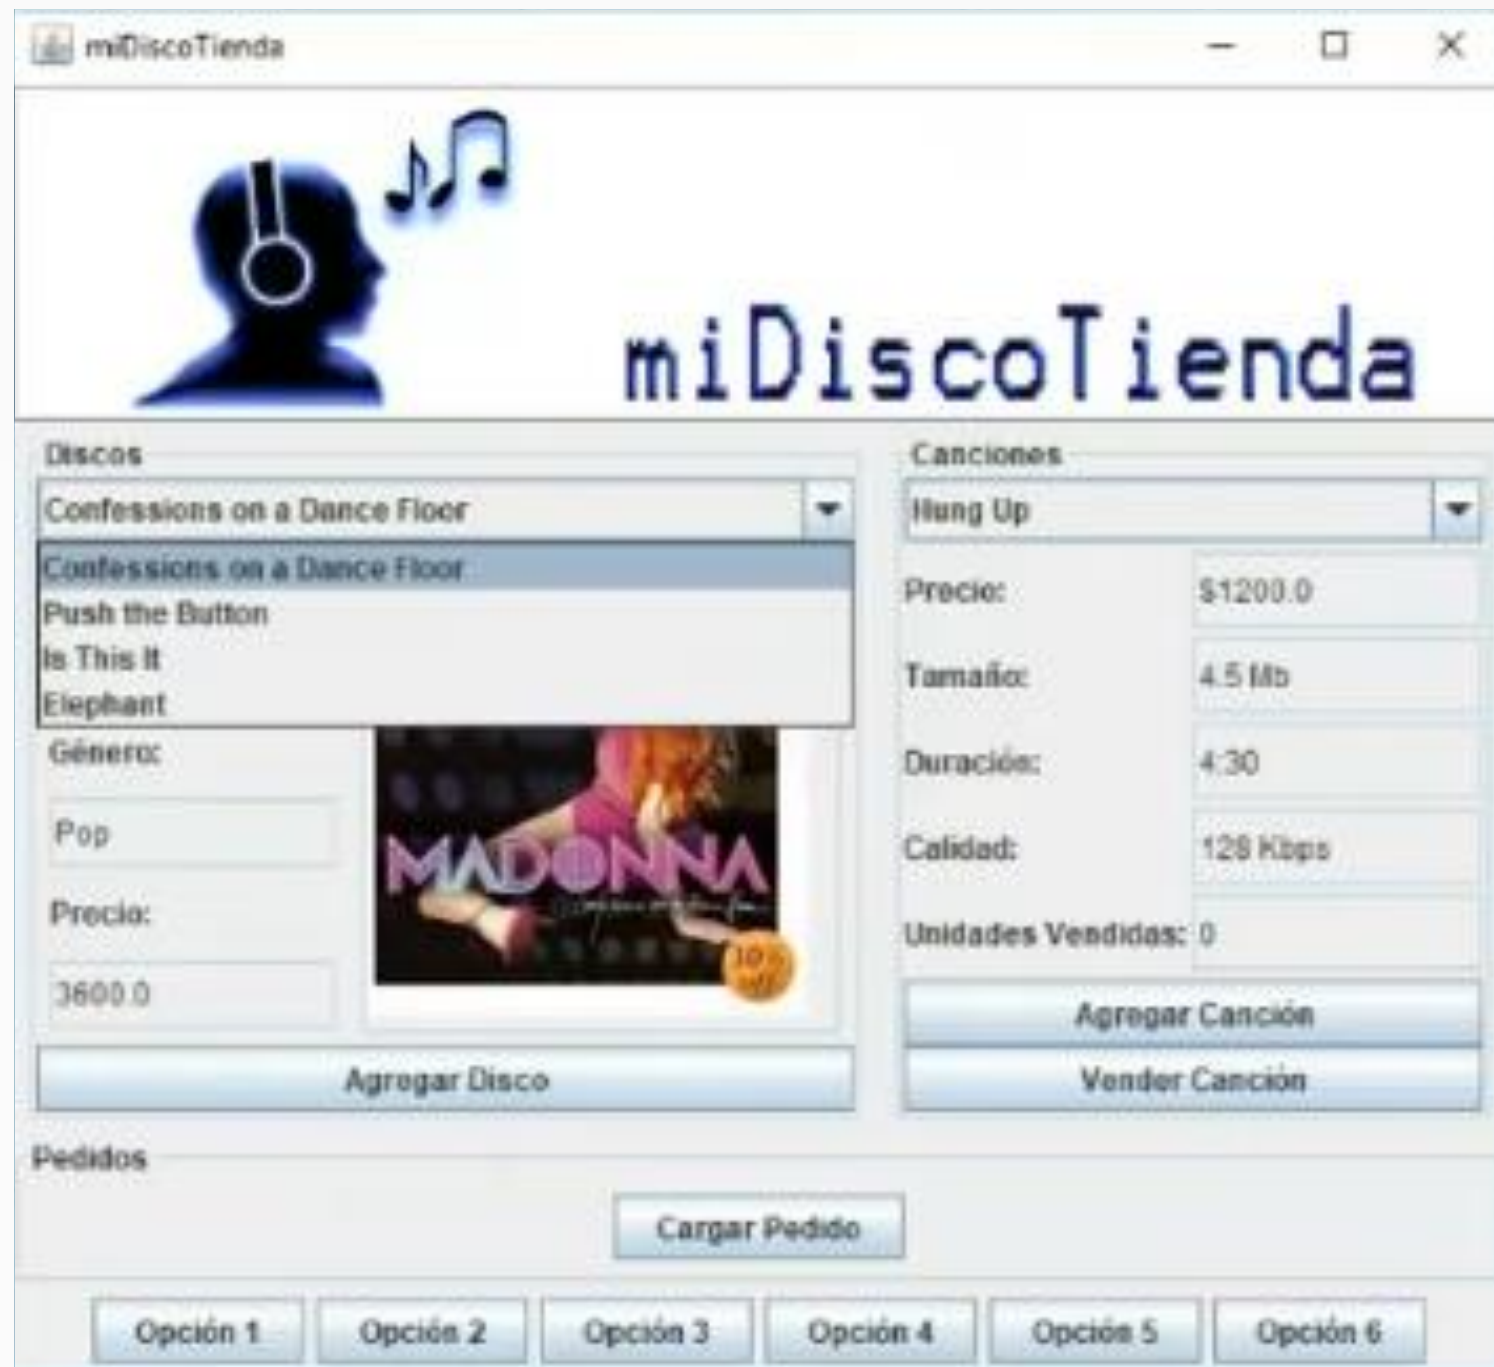 miDiscoTienda
miDiscoTienda
Discos
Confessions on a Dance Floor
Confessions on a Dance Floor
Push the Button
Is This It
Elephant
Género:
Pop
Precio:
3600.0
MADONNA
10%
off
Agregar Disco
Canciones
Hung Up
Precio:
$1200.0
Tamaño:
4.5 Mb
Duración:
4:30
Calidad:
128 Kbps
Unidades Vendidas: 0
Agregar Canción
Vender Canción
Pedidos
Cargar Pedido
Opción 1
Opción 2
Opción 3
Opción 4
Opción 5
Opción 6